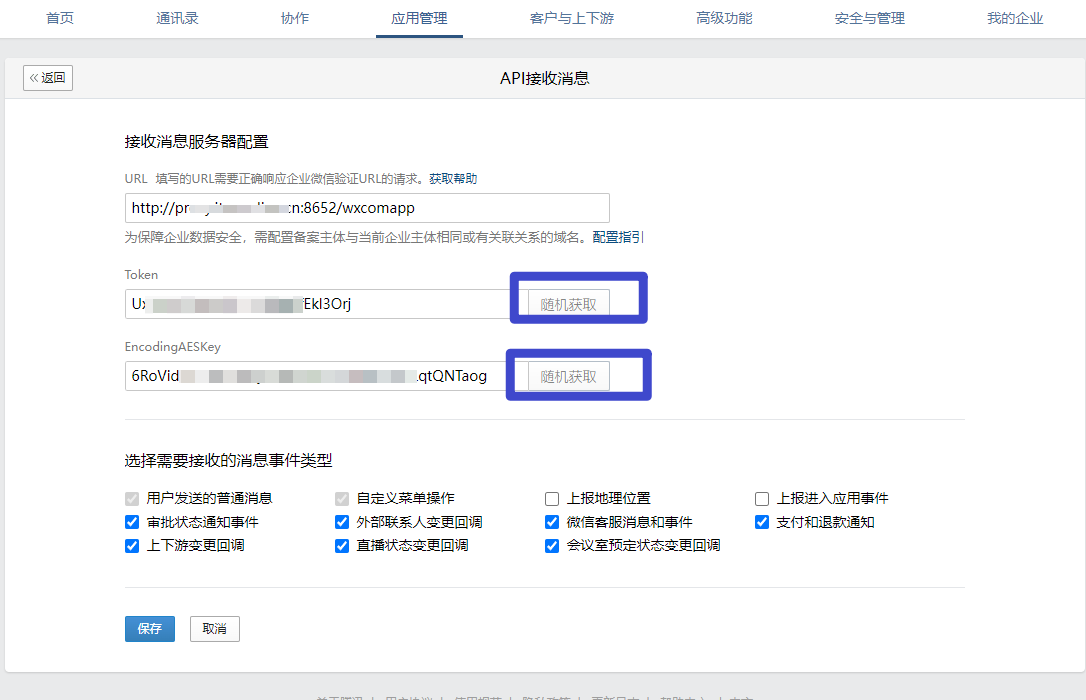 首页 通讯录 协作 应用管理 客户与上下游 高级功能 安全与管理 我的企业
«返回 API接收消息
接收消息服务器配置
URL 填写的URL需要正确响应企业微信验证URL的请求。获取帮助
http://pr cn:8652/wxcomapp
为保障企业数据安全，需配置备案主体与当前企业主体相同或有关联关系的域名。配置指引
Token
Ux EkI3Orj 随机获取
EncodingAESKey
6RoVid qtQNTaog 随机获取
选择需要接收的消息事件类型
用户发送的普通消息 自定义菜单操作 上报地理位置 上报进入应用事件
审批状态通知事件 外部联系人变更回调 微信客服消息和事件 支付和退款通知
上下游变更回调 直播状态变更回调 会议室预定状态变更回调
保存 取消